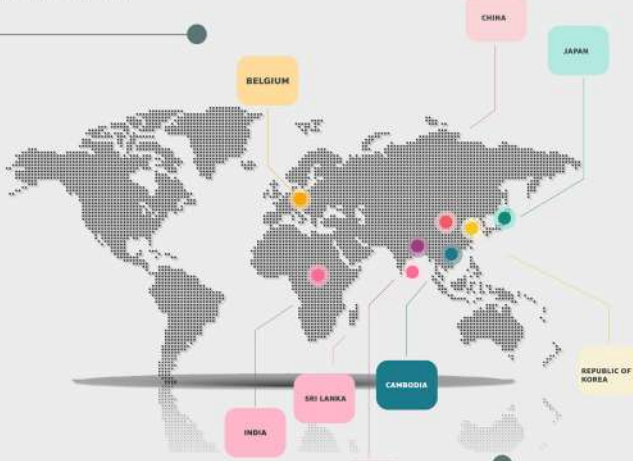 CHINA
JAPAN
BELGIUM
REPUBLIC OF
KOREA
CAMBODIA
SRI LANKA
INDIA